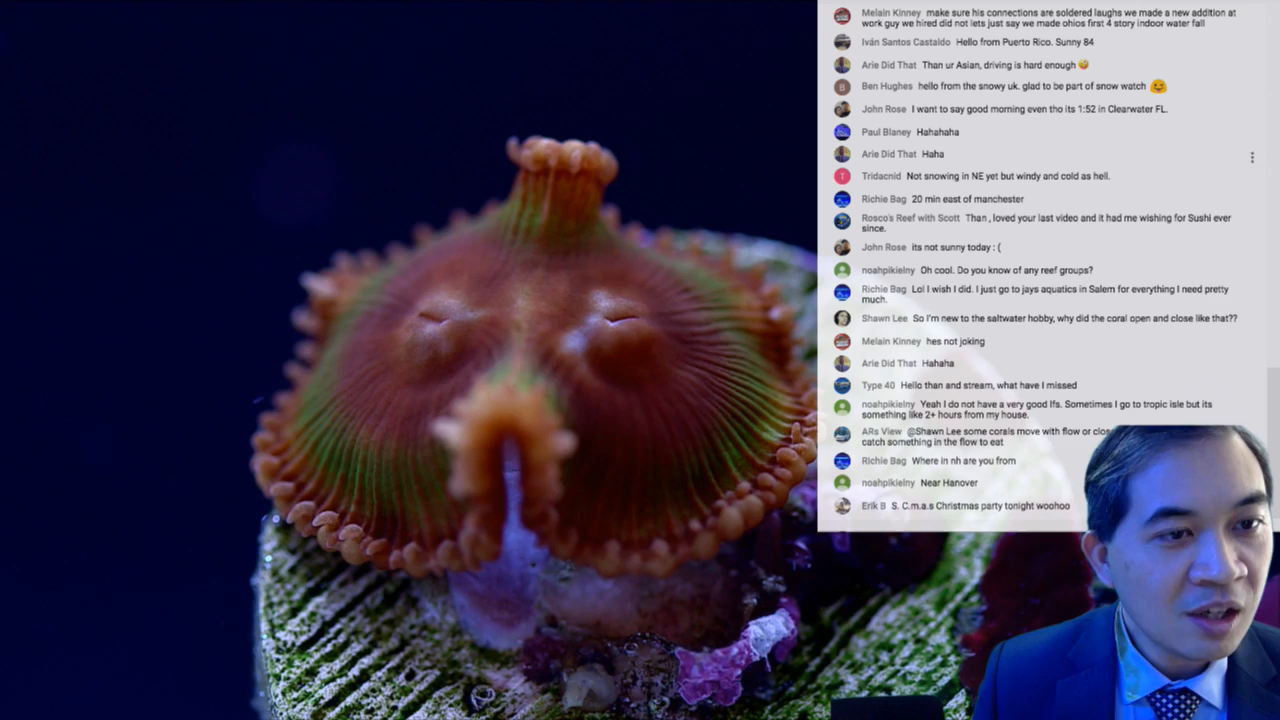 Melain Kinney make sure his connections are soldered laughs we made a new addition at
work guy we hired did not lets just say we made ohios first 4 story indoor water fall
Iván Santos Castaldo Hello from Puerto Rico. Sunny 84
Arie Did That Than ur Asian, driving is hard enough 🤣
Ben Hughes hello from the snowy uk. glad to be part of snow watch 😄
B
John Rose I want to say good morning even tho its 1:52 in Clearwater FL.
Paul Blaney Hahahaha
Arie Did That Haha
T Tridacnid Not snowing in NE yet but windy and cold as hell.
Richie Bag 20 min east of manchester
Rosco's Reef with Scott Than , loved your last video and it had me wishing for Sushi ever
since.
John Rose its not sunny today : (
noahpikielny Oh cool. Do you know of any reef groups?
Richie Bag Lol I wish I did. I just go to jays aquatics in Salem for everything I need pretty
much.
Shawn Lee So I'm new to the saltwater hobby, why did the coral open and close like that??
Melain Kinney hes not joking
Arie Did That Hahaha
Type 40 Hello than and stream, what have I missed
noahpikielny Yeah I do not have a very good lfs. Sometimes I go to tropic isle but its
something like 2+ hours from my house.
ARs View @Shawn Lee some corals move with flow or
catch something in the flow to eat
Richie Bag Where in nh are you from
noahpikielny Near Hanover
Erik B S. C.m.a.s Christmas party tonight woohoo